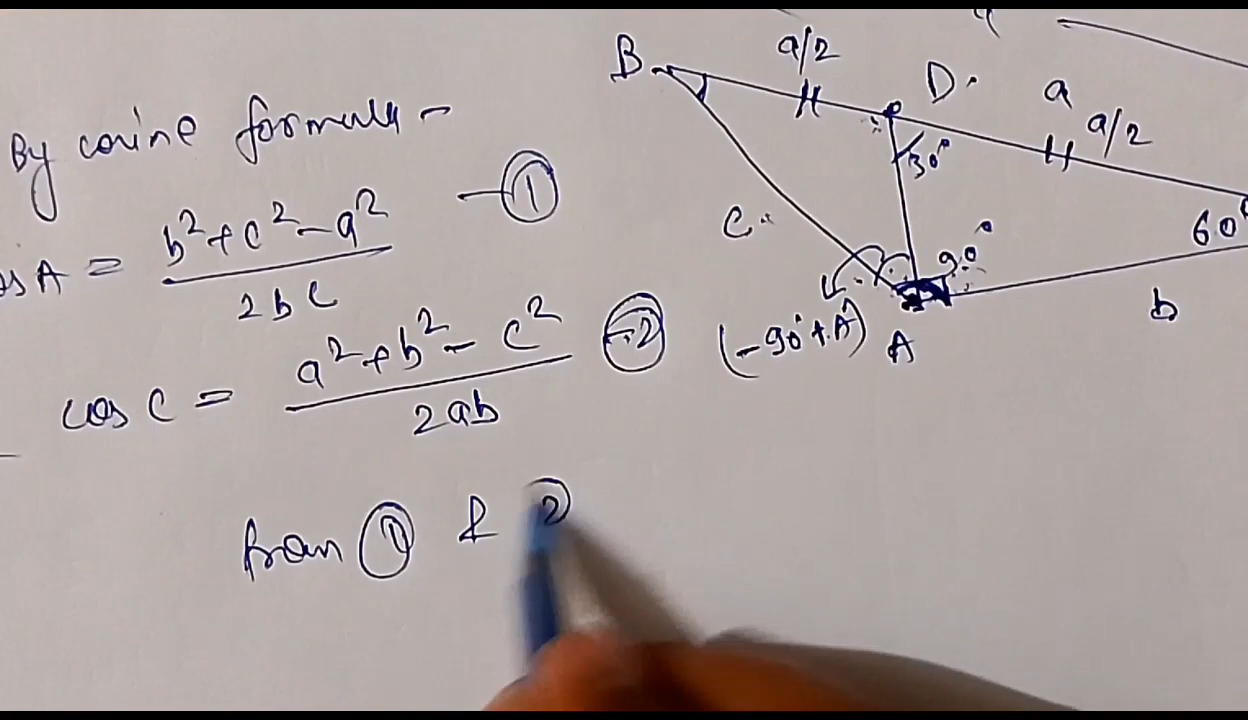 By cosine formula -
cos A = b² + c² - a² / 2bc — ①
cos C = a² + b² - c² / 2ab — ②
from ① & ②
B
a/2
D
a
a/2
30°
C
90°
60°
(-90° + A)
A
b